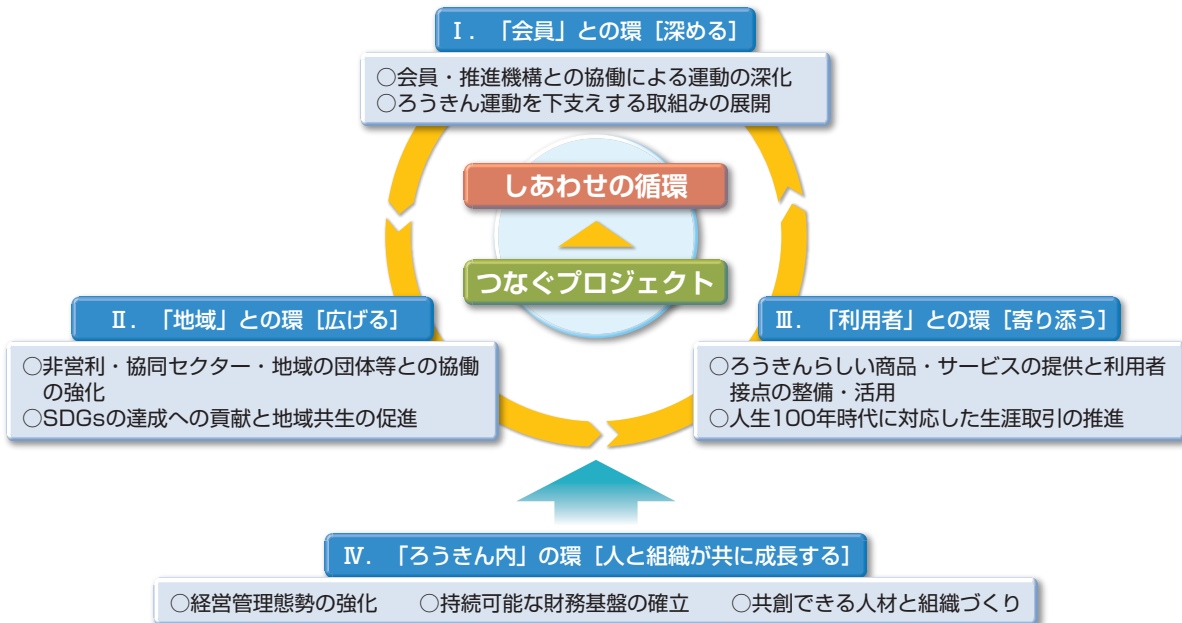 Ⅰ．「会員」との環［深める］
○会員・推進機構との協働による運動の深化
○ろうきん運動を下支えする取組みの展開
しあわせの循環
つなぐプロジェクト
Ⅱ．「地域」との環［広げる］
○非営利・協同セクター・地域の団体等との協働
の強化
○SDGsの達成への貢献と地域共生の促進
Ⅲ．「利用者」との環［寄り添う］
○ろうきんらしい商品・サービスの提供と利用者
接点の整備・活用
○人生100年時代に対応した生涯取引の推進
Ⅳ．「ろうきん内」の環［人と組織が共に成長する］
○経営管理態勢の強化　○持続可能な財務基盤の確立　○共創できる人材と組織づくり